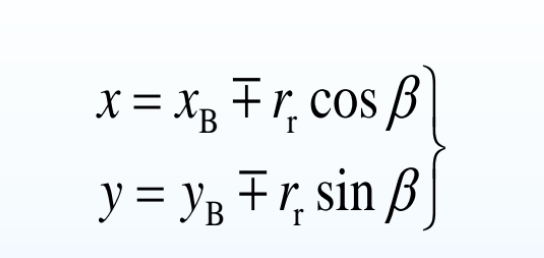 x = x_B ∓ r_r cos β
y = y_B ∓ r_r sin β